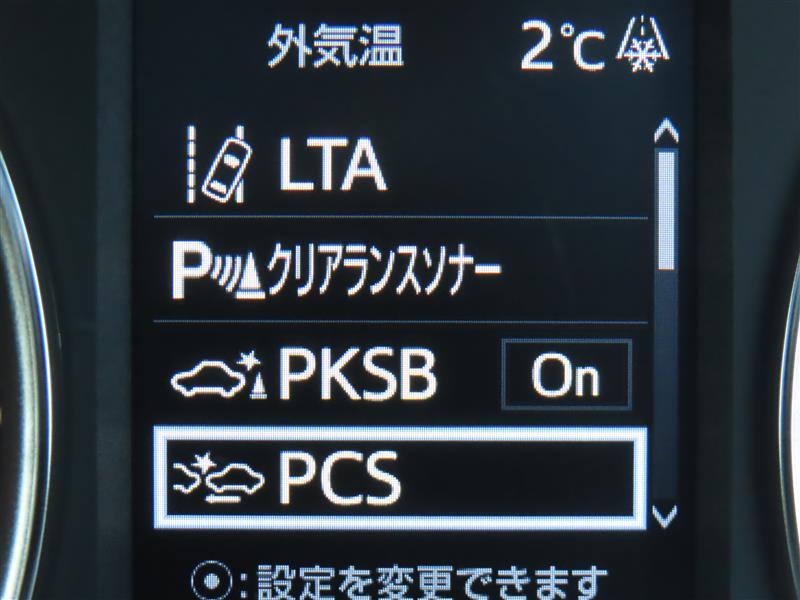 外気温 2℃
LTA
Pクリアランスソナー
PKSB On
PCS
⦿:設定を変更できます